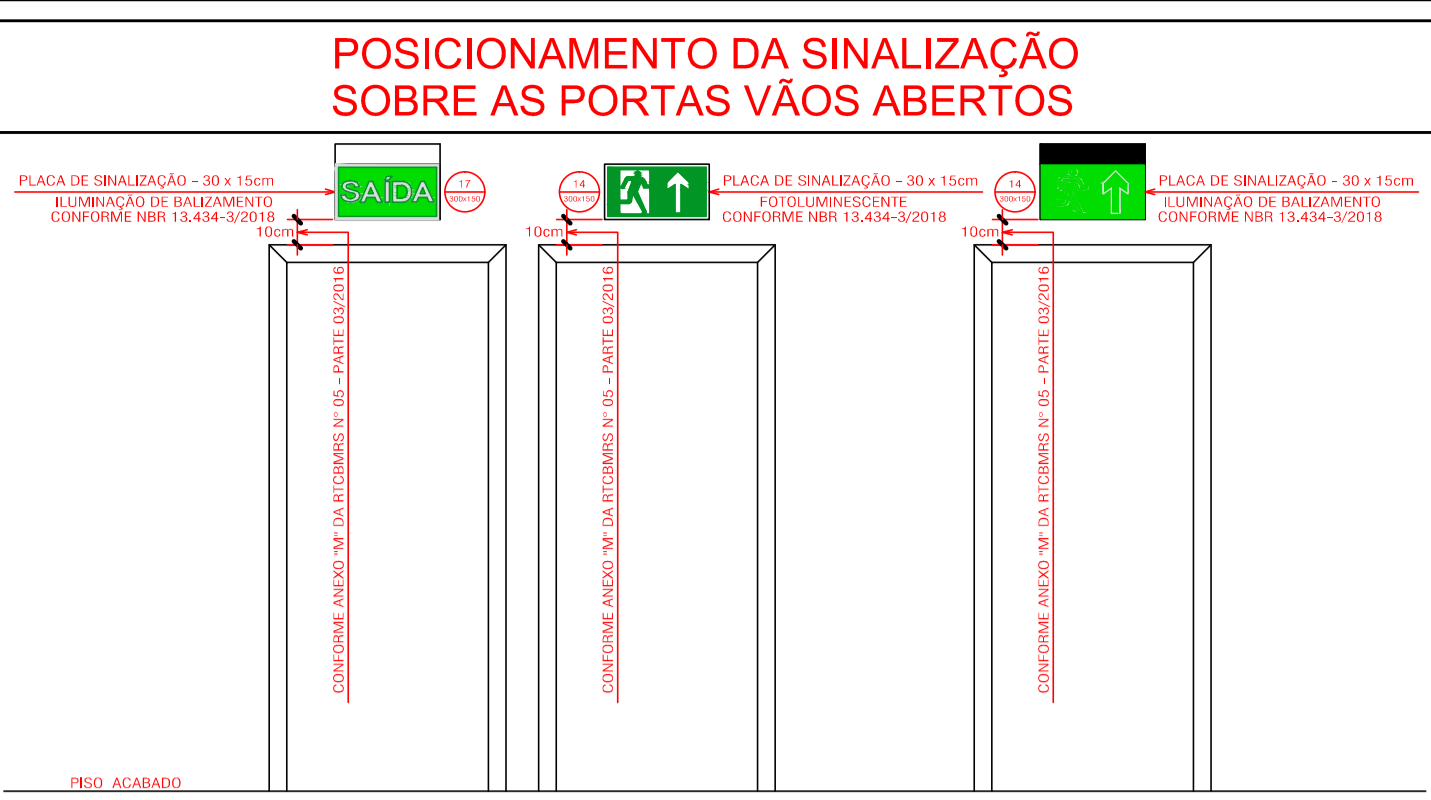 POSICIONAMENTO DA SINALIZAÇÃO
SOBRE AS PORTAS VÃOS ABERTOS
PLACA DE SINALIZAÇÃO - 30 x 15cm
ILUMINAÇÃO DE BALIZAMENTO
CONFORME NBR 13.434-3/2018
SAÍDA
17
300x150
10cm
CONFORME ANEXO "M" DA RTCBMRS N° 05 - PARTE 03/2016
14
300x150
PLACA DE SINALIZAÇÃO - 30 x 15cm
FOTOLUMINESCENTE
CONFORME NBR 13.434-3/2018
10cm
CONFORME ANEXO "M" DA RTCBMRS N° 05 - PARTE 03/2016
14
300x150
PLACA DE SINALIZAÇÃO - 30 x 15cm
ILUMINAÇÃO DE BALIZAMENTO
CONFORME NBR 13.434-3/2018
10cm
CONFORME ANEXO "M" DA RTCBMRS N° 05 - PARTE 03/2016
PISO ACABADO